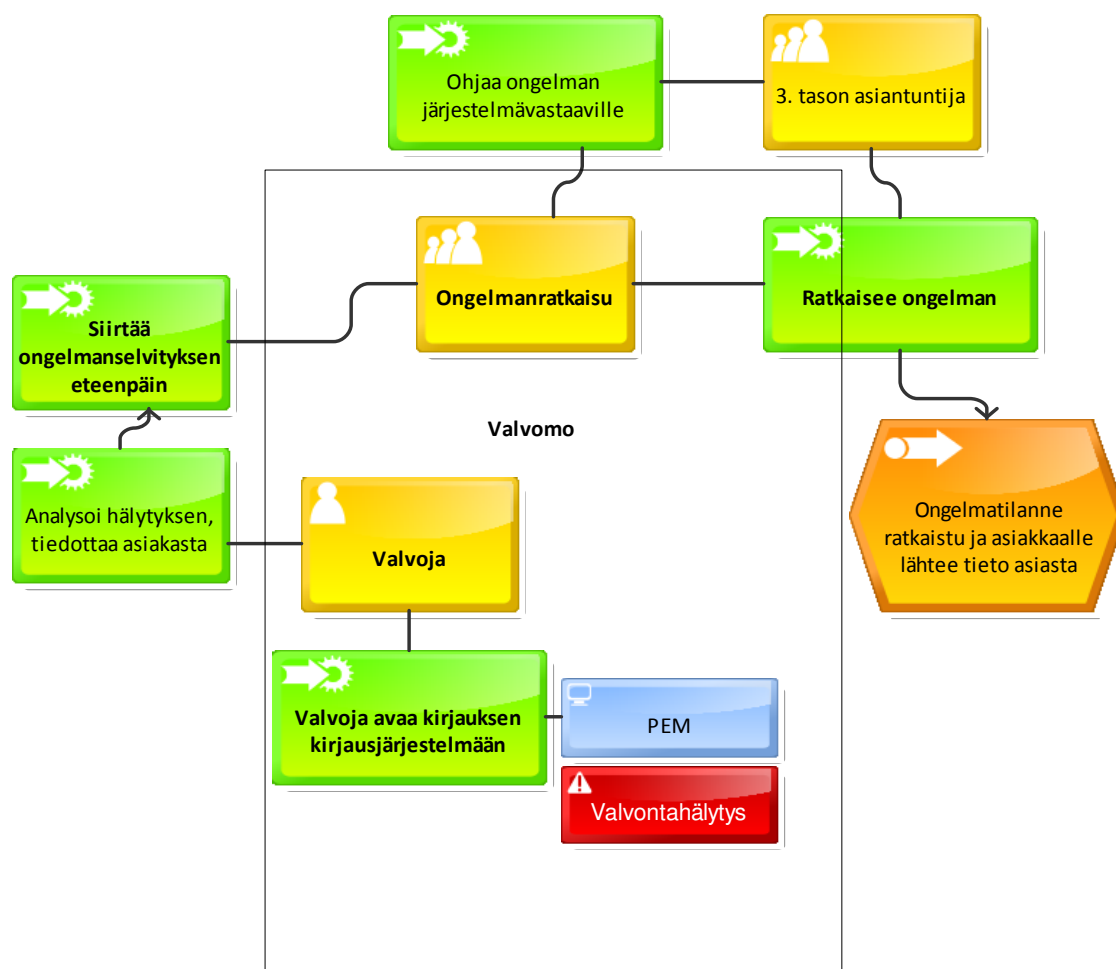 Ohjaa ongelman
järjestelmävastaaville
3. tason asiantuntija
Ongelmanratkaisu
Ratkaisee ongelman
Siirtää
ongelmanselvityksen
eteenpäin
Valvomo
Analysoi hälytyksen,
tiedottaa asiakasta
Valvoja
Ongelmatilanne
ratkaistu ja asiakkaalle
lähtee tieto asiasta
Valvoja avaa kirjauksen
kirjausjärjestelmään
PEM
Valvontahälytys